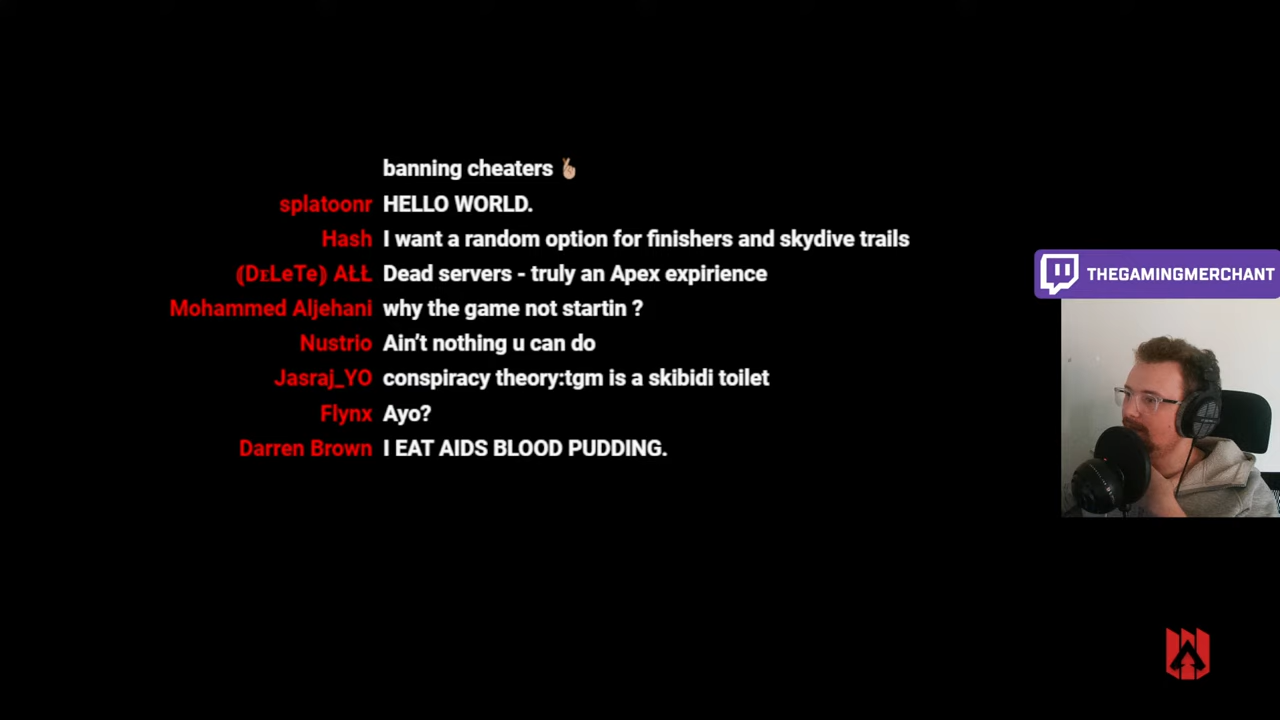 banning cheaters 🤞🏼
splatoonr HELLO WORLD.
Hash I want a random option for finishers and skydive trails
(DɪLeTe) AŁŁ Dead servers - truly an Apex expirience
Mohammed Aljehani why the game not startin ?
THEGAMINGMERCHANT
Nustrio Ain’t nothing u can do
Jasraj_YO conspiracy theory:tgm is a skibidi toilet
Flynx Ayo?
Darren Brown I EAT AIDS BLOOD PUDDING.